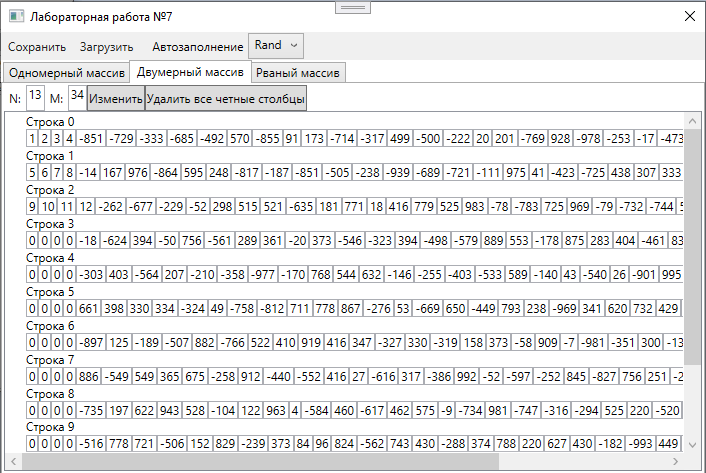 Лабораторная работа №7
Сохранить Загрузить Автозаполнение Rand
Одномерный массив Двумерный массив Рваный массив
N: 13 M: 34 Изменить Удалить все четные столбцы
Строка 0
1 2 3 4 -851 -729 -333 -685 -492 570 -855 91 173 -714 -317 499 -500 -222 20 201 -769 928 -978 -253 -17 -473
Строка 1
5 6 7 8 -14 167 976 -864 595 248 -817 -187 -851 -505 -238 -939 -689 -721 -111 975 41 -423 -725 438 307 333
Строка 2
9 10 11 12 -262 -677 -229 -52 298 515 521 -635 181 771 18 416 779 525 983 -78 -783 725 969 -79 -732 -744
Строка 3
0 0 0 0 -18 -624 394 -50 756 -561 289 361 -20 373 -546 -323 394 -498 -579 889 553 -178 875 283 404 -461 83
Строка 4
0 0 0 0 -303 403 -564 207 -210 -358 -977 -170 768 544 632 -146 -255 -403 -533 589 -140 43 -540 26 -901 995
Строка 5
0 0 0 0 661 398 330 334 -324 49 -758 -812 711 778 867 -276 53 -669 650 -449 793 238 -969 341 620 732 429
Строка 6
0 0 0 0 -897 125 -189 -507 882 -766 522 410 919 416 347 -327 330 -319 158 373 -58 909 -7 -981 -351 300 -13
Строка 7
0 0 0 0 886 -549 549 365 675 -258 912 -440 -552 416 27 -616 317 -386 992 -52 -597 -252 845 -827 756 251 -2
Строка 8
0 0 0 0 -735 197 622 943 528 -104 122 963 4 -584 460 -617 462 575 -9 -734 981 -747 -316 -294 525 220 -520
Строка 9
0 0 0 0 -516 778 721 -506 152 829 -239 373 84 96 824 -562 743 430 -288 374 788 220 627 430 -182 -993 449